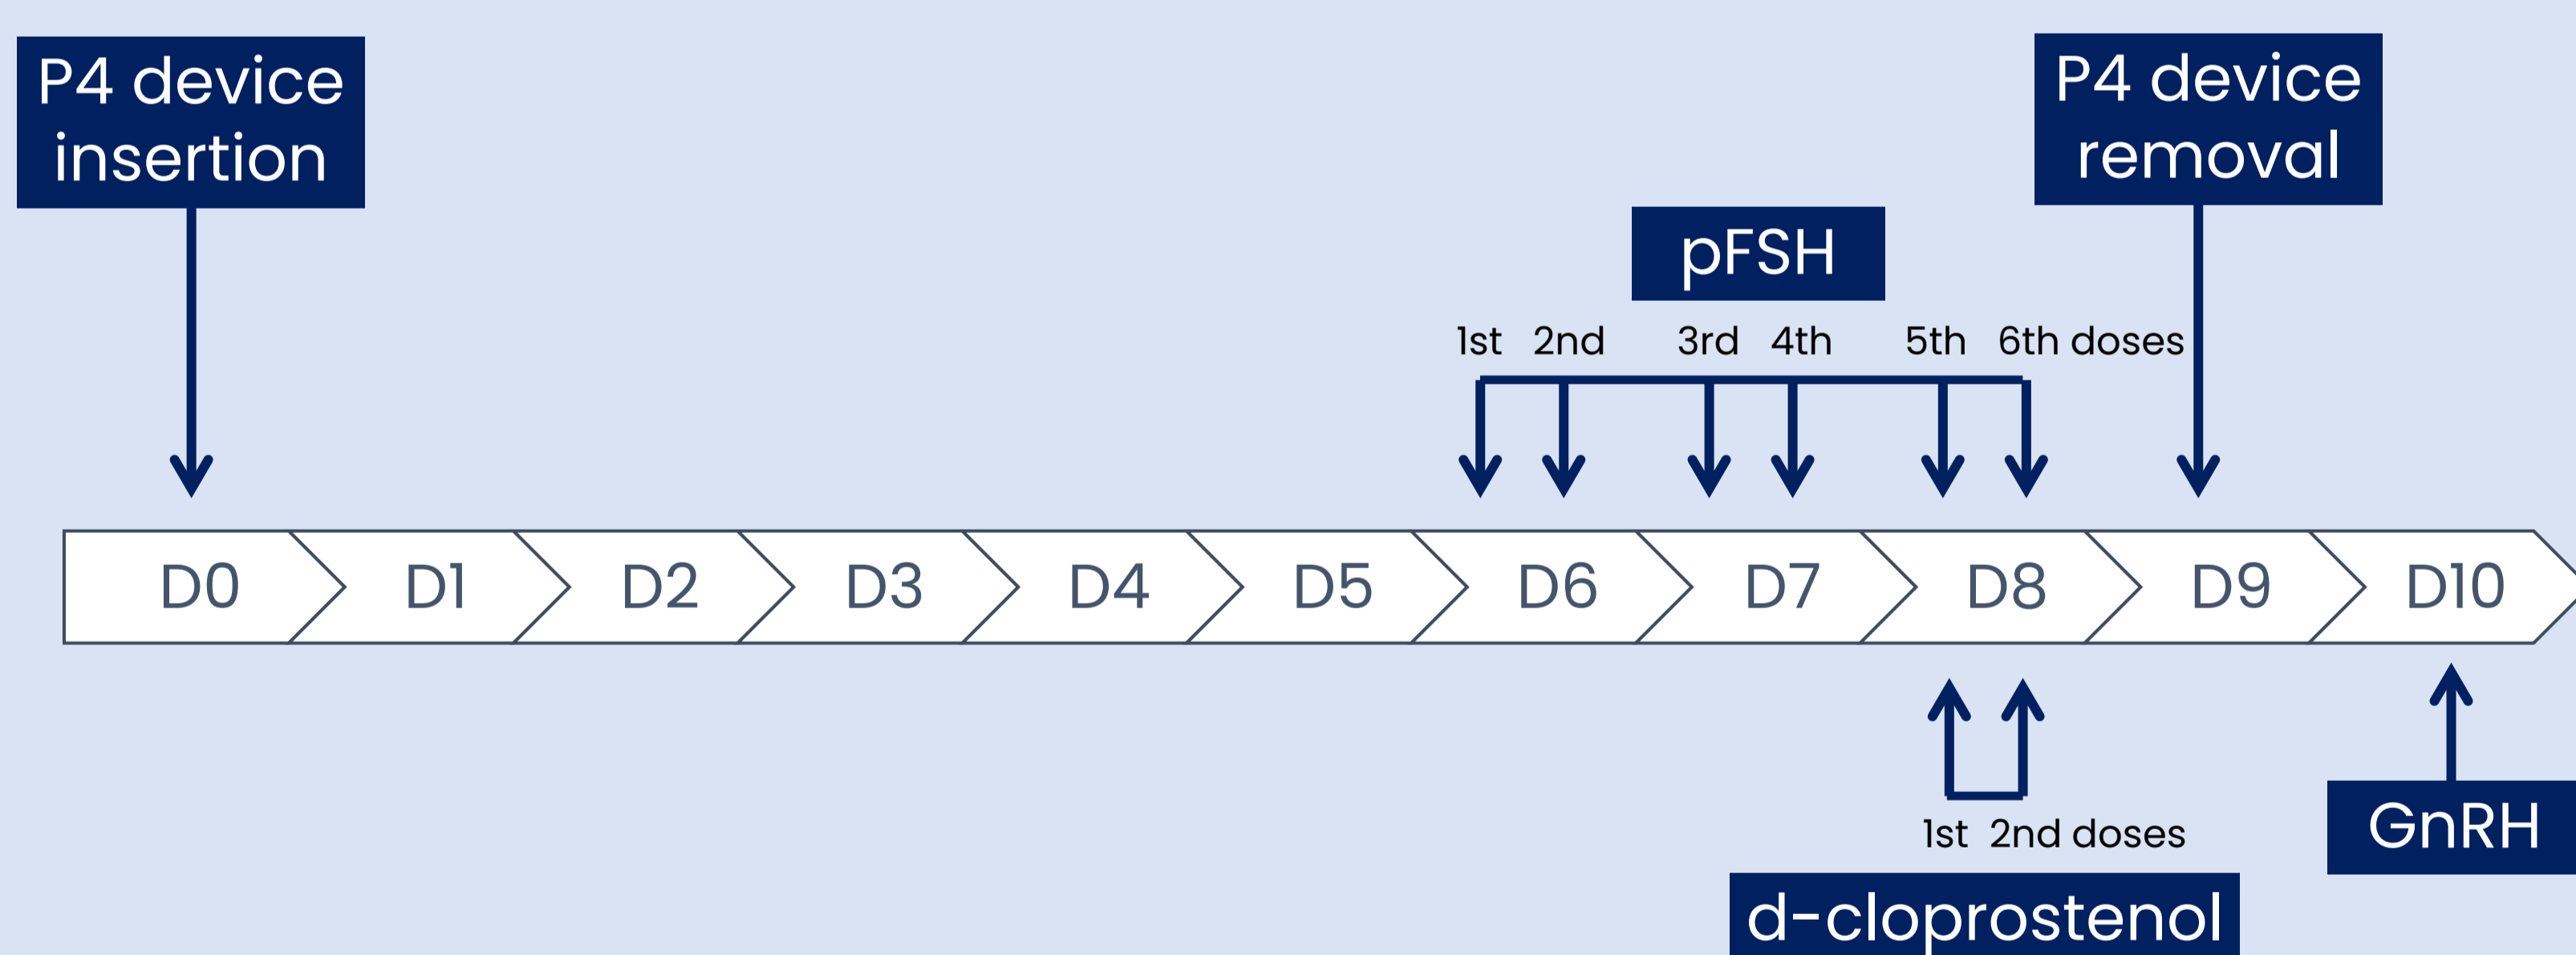 P4 device
insertion
P4 device
removal
pFSH
1st 2nd 3rd 4th 5th 6th doses
D0 D1 D2 D3 D4 D5 D6 D7 D8 D9 D10
1st 2nd doses
GnRH
d-cloprostenol